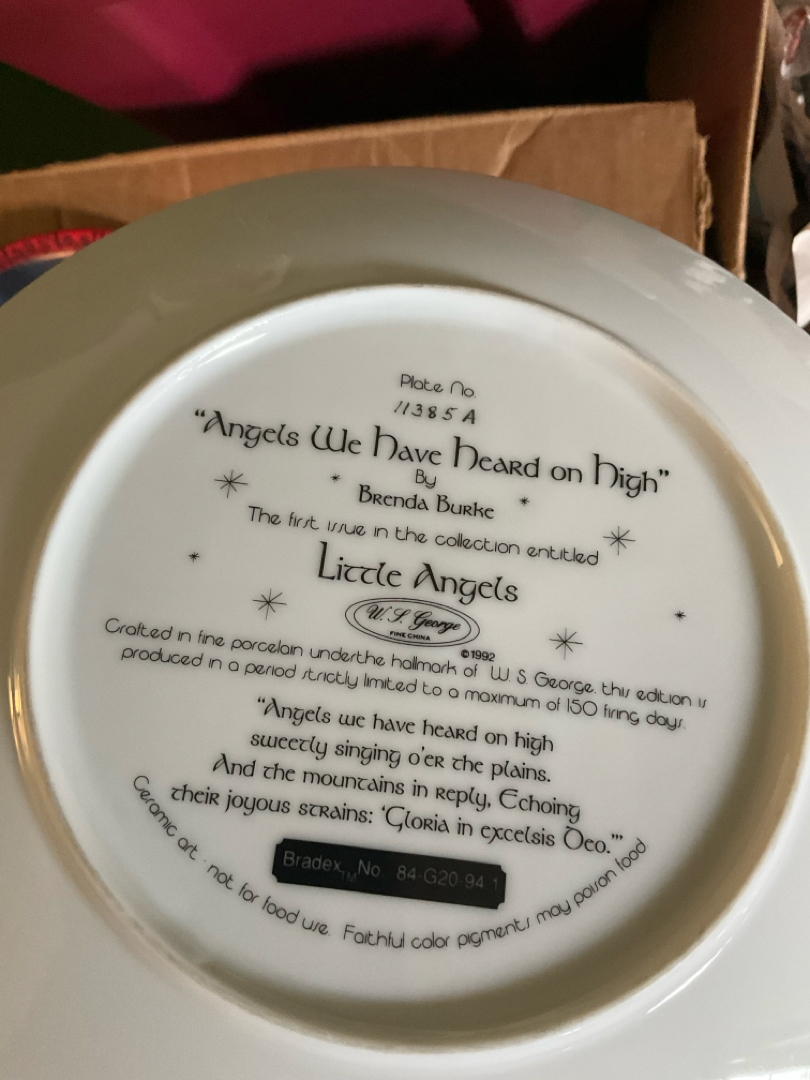 Plate No.
11385A
"Angels We Have Heard on High"
By
Brenda Burke
The first issue in the collection entitled
Little Angels
W. S. George
FINE CHINA
©1992
Crafted in fine porcelain under the hallmark of W. S. George, this edition is
produced in a period strictly limited to a maximum of 150 firing days.
"Angels we have heard on high
sweetly singing o'er the plains.
And the mountains in reply, Echoing
their joyous strains: 'Gloria in excelsis Deo.'"
Bradex™ No. 84-G20-94.1
Ceramic art · not for food use. Faithful color pigments may poison food